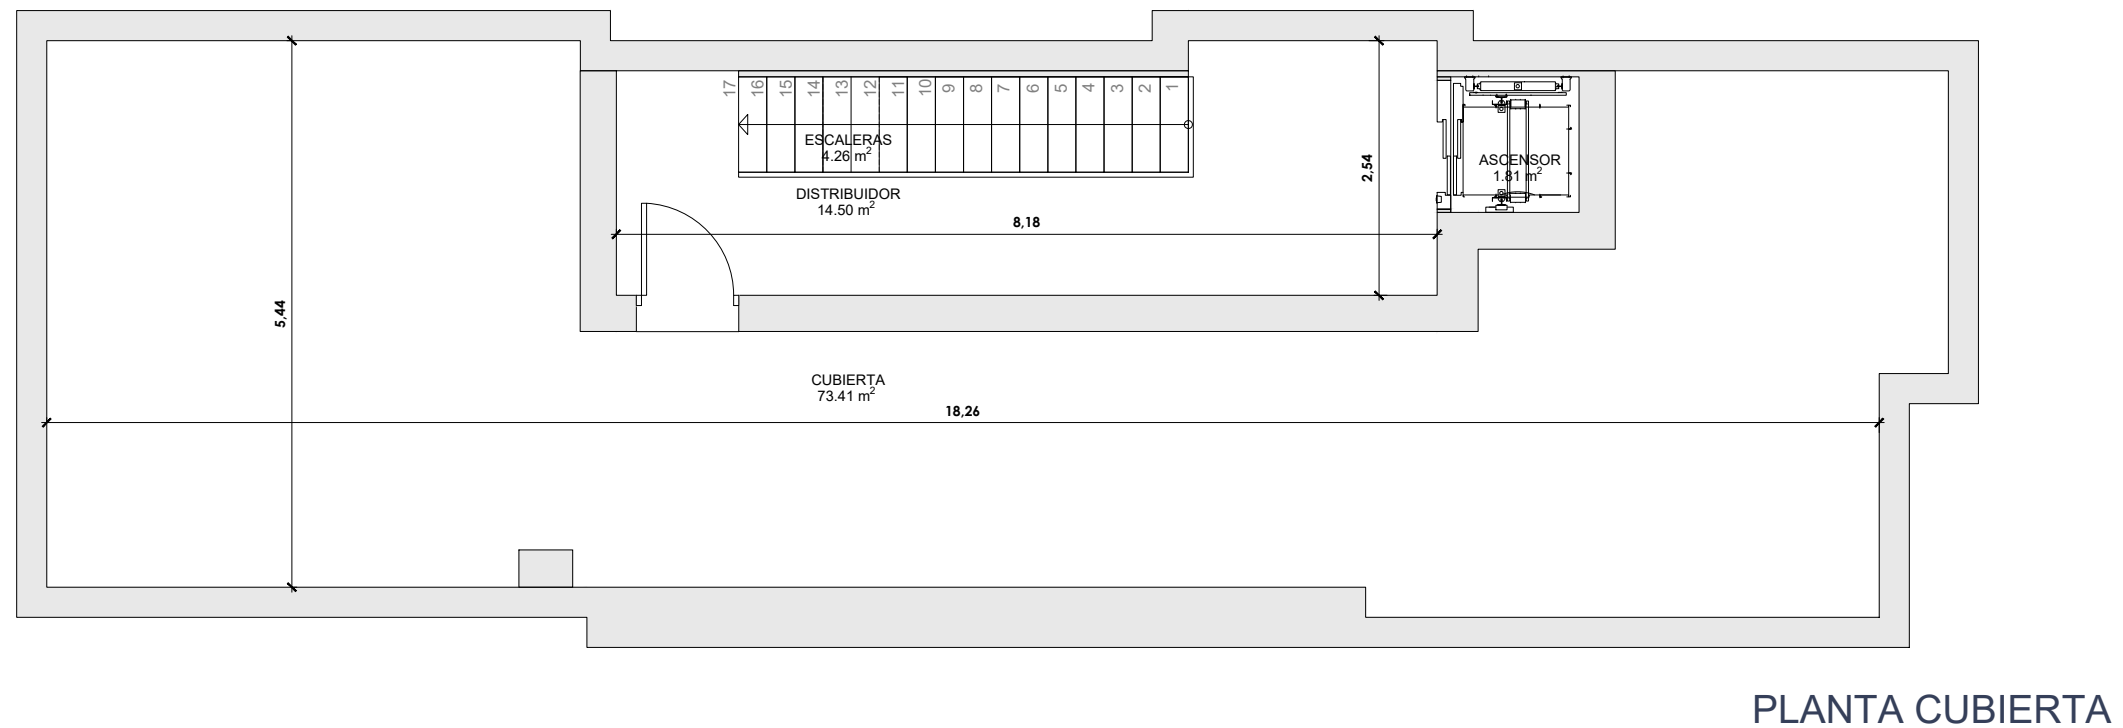 17 16 15 14 13 12 11 10 9 8 7 6 5 4 3 2 1
ESCALERAS
4.26 m²
ASCENSOR
1.81 m²
2,54
DISTRIBUIDOR
14.50 m²
8,18
5,44
CUBIERTA
73.41 m²
18,26
PLANTA CUBIERTA